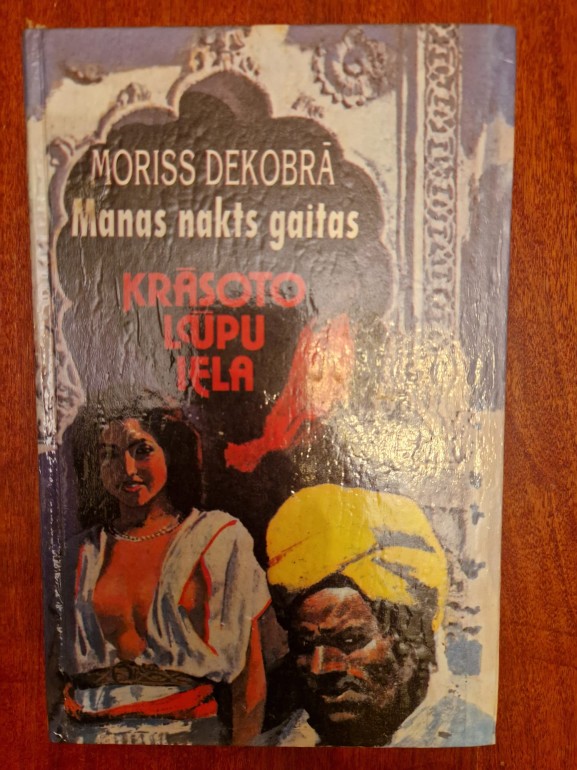 MORISS DEKOBRĀ
Manas nakts gaitas
KRĀSOTO
LŪPU
IELA